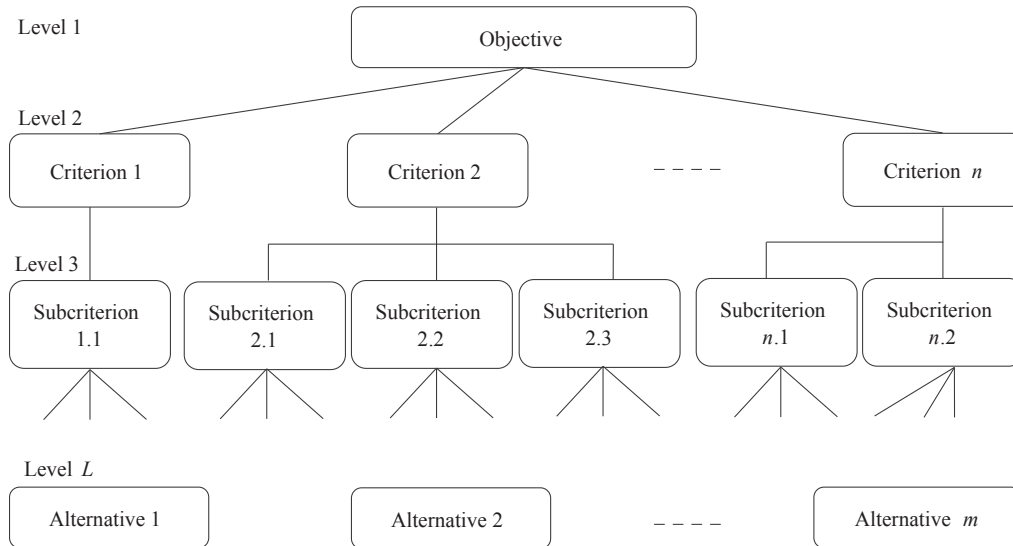 Level 1
Objective
Level 2
Criterion 1
Criterion 2
Criterion n
Level 3
Subcriterion
1.1
Subcriterion
2.1
Subcriterion
2.2
Subcriterion
2.3
Subcriterion
n.1
Subcriterion
n.2
Level L
Alternative 1
Alternative 2
Alternative m